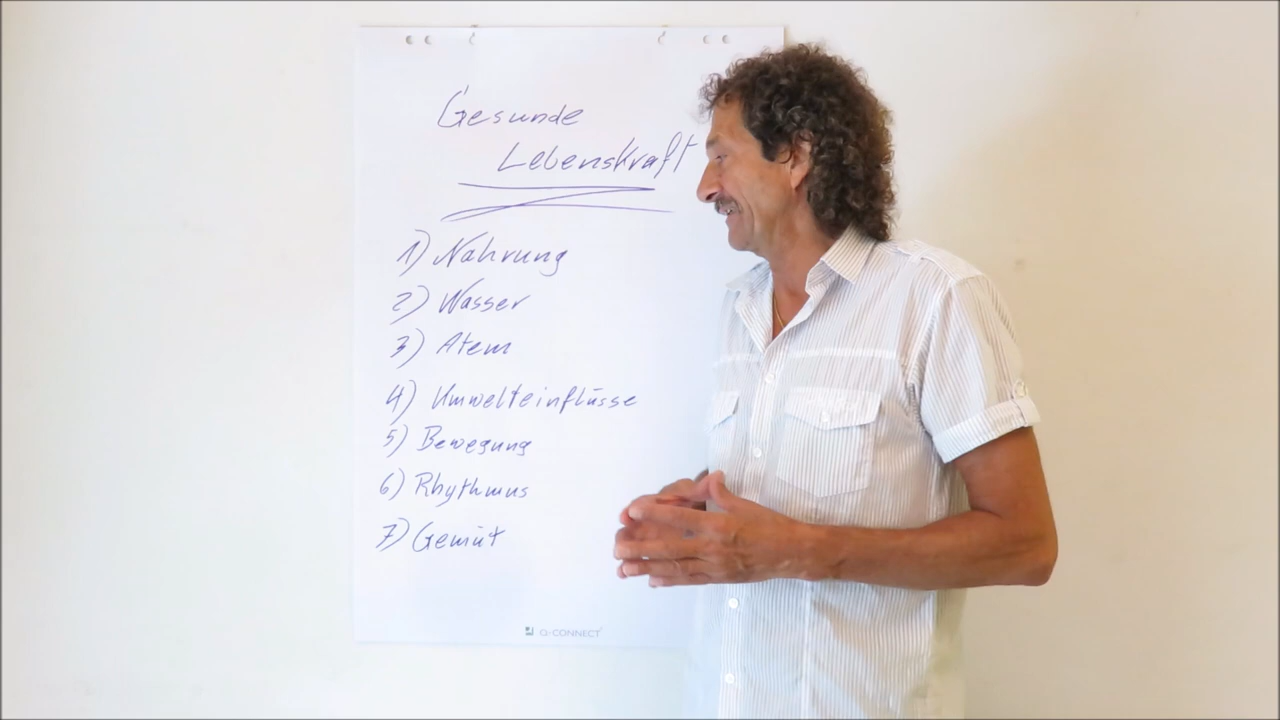 Gesunde
Lebenskraft
1) Nahrung
2) Wasser
3) Atem
4) Umwelteinflüsse
5) Bewegung
6) Rhythmus
7) Gemüt
Q-CONNECT